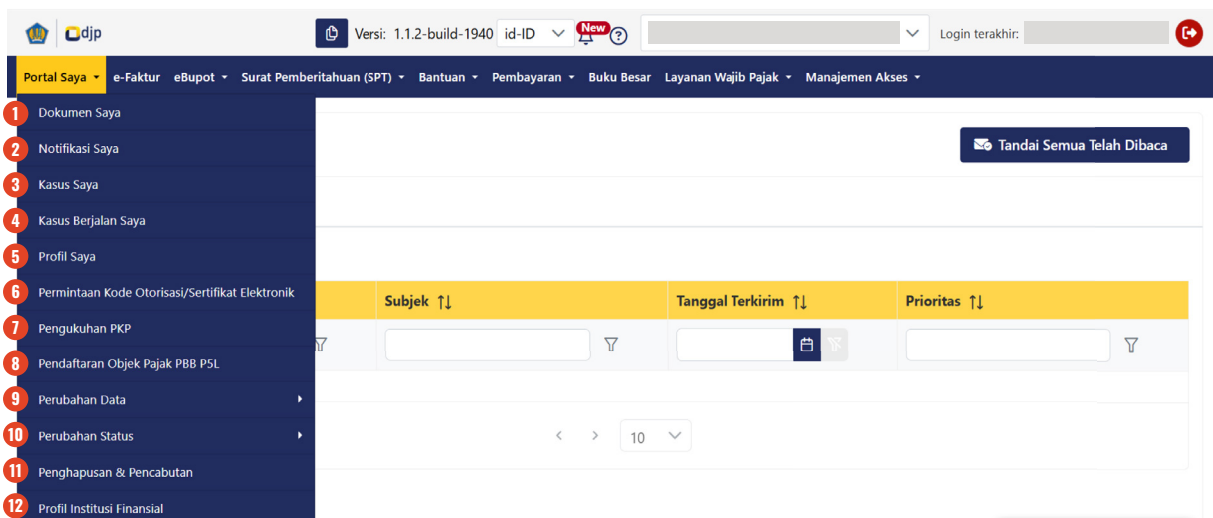 djp
Versi: 1.1.2-build-1940 id-ID New ? Login terakhir:
Portal Saya e-Faktur eBupot Surat Pemberitahuan (SPT) Bantuan Pembayaran Buku Besar Layanan Wajib Pajak Manajemen Akses
1 Dokumen Saya
Tandai Semua Telah Dibaca
2 Notifikasi Saya
3 Kasus Saya
4 Kasus Berjalan Saya
5 Profil Saya
6 Permintaan Kode Otorisasi/Sertifikat Elektronik
Subjek ↑↓ Tanggal Terkirim ↑↓ Prioritas ↑↓
7 Pengukuhan PKP
8 Pendaftaran Objek Pajak PBB P5L
9 Perubahan Data
10 Perubahan Status
< > 10
11 Penghapusan & Pencabutan
12 Profil Institusi Finansial